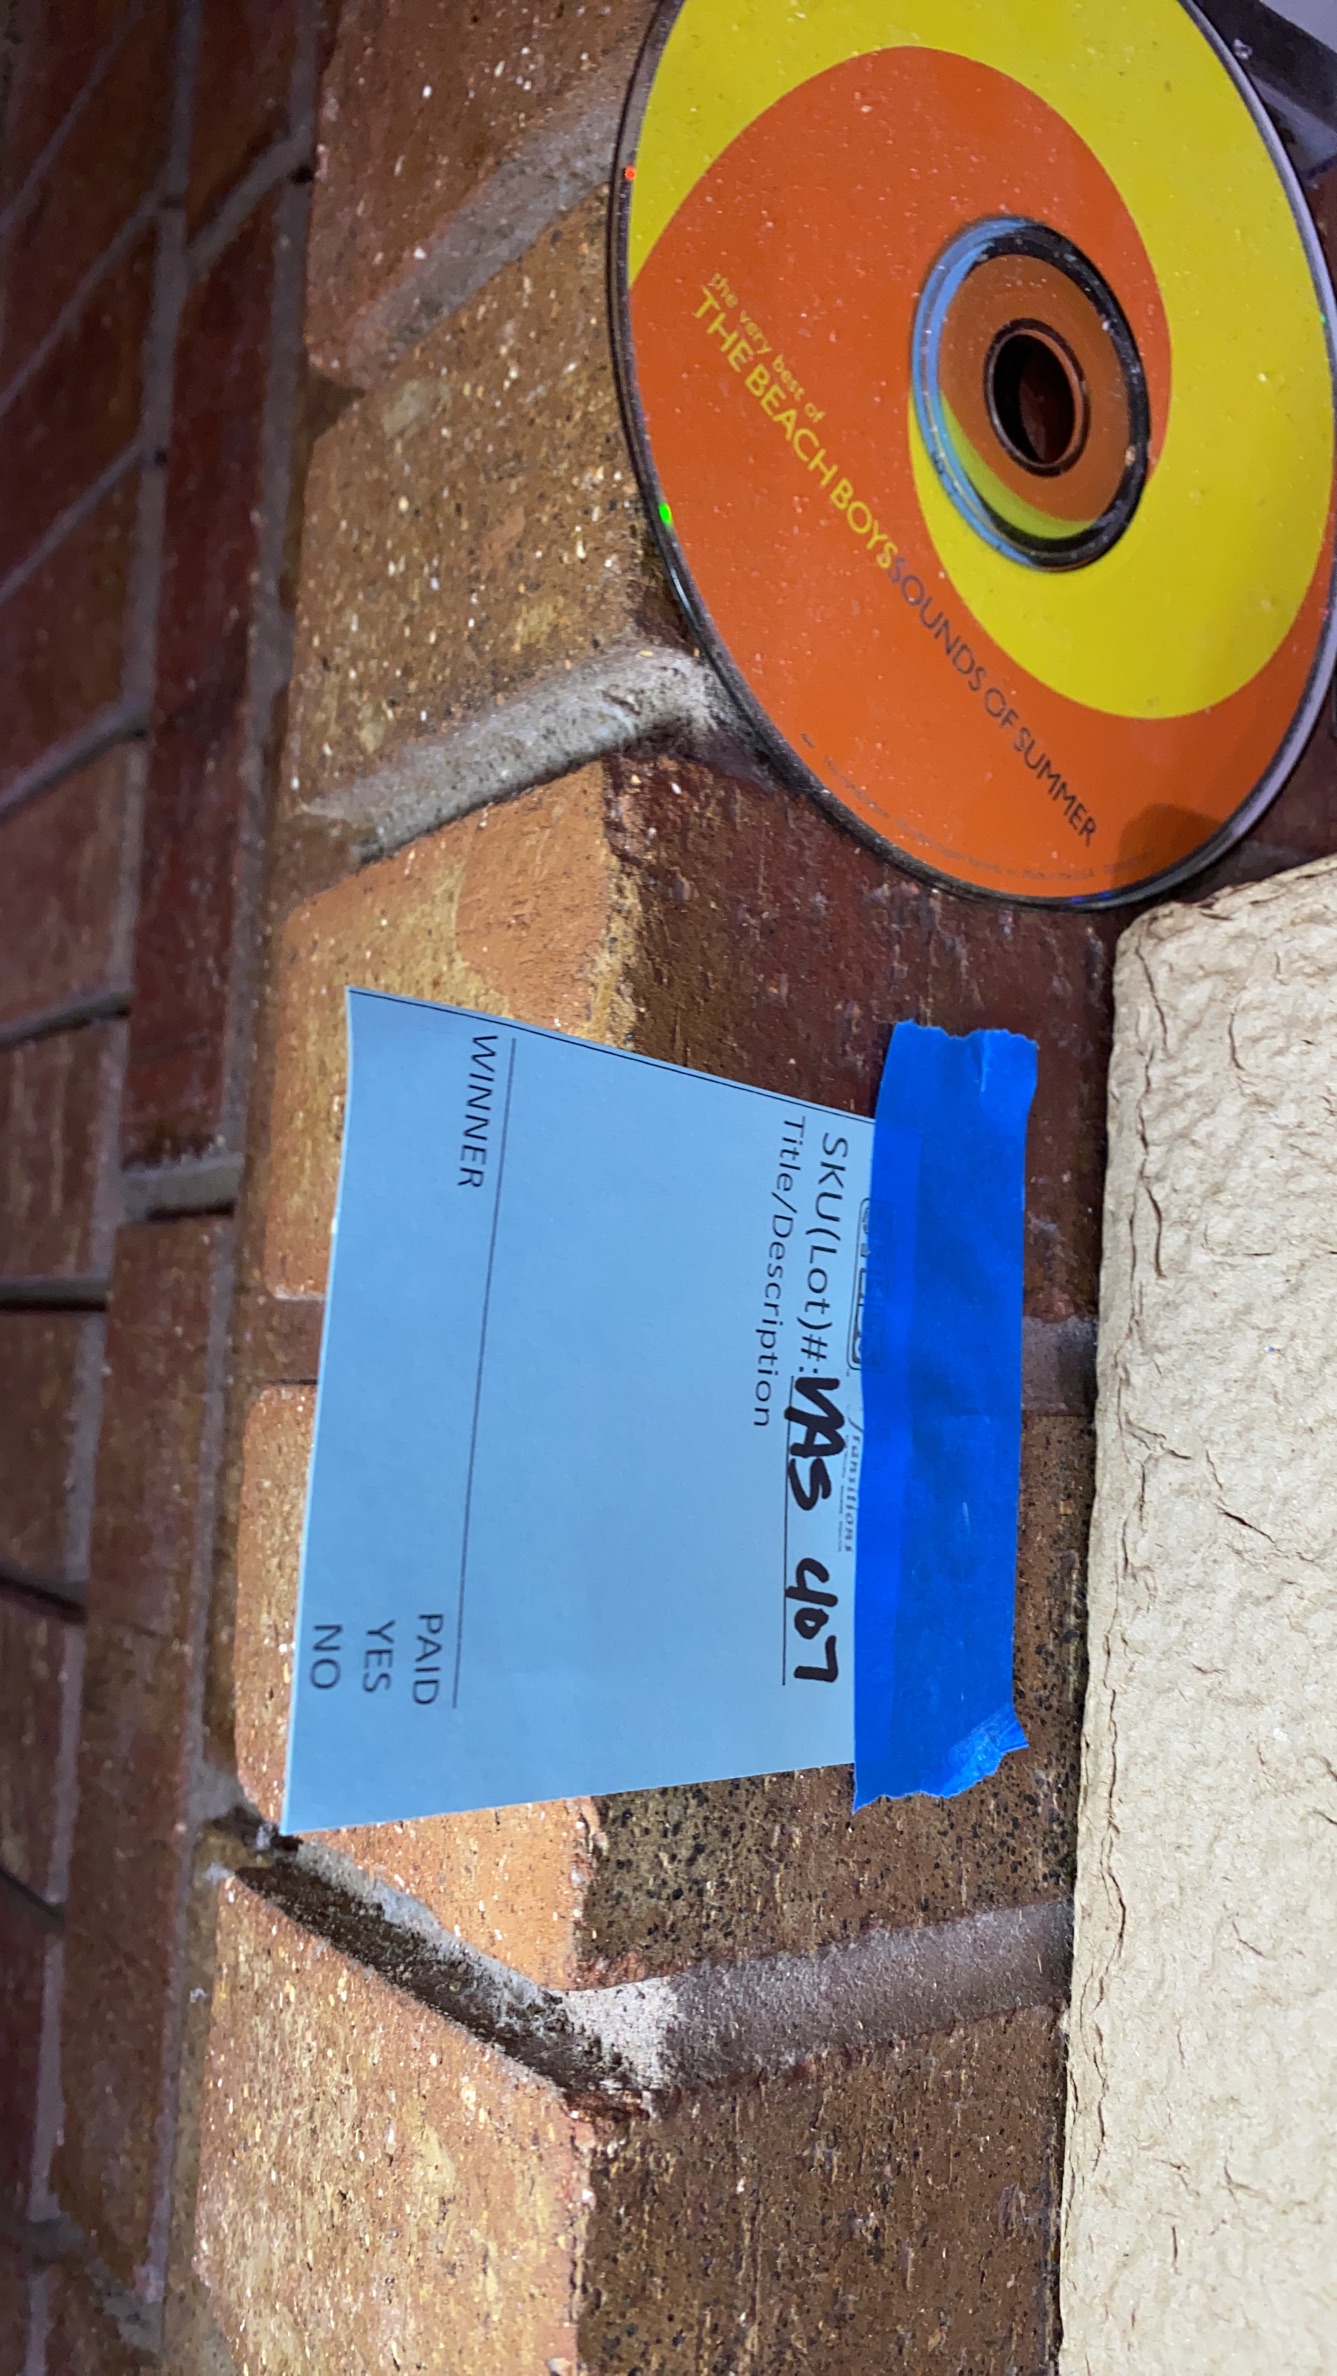 the very best of
THE BEACH BOYS SOUNDS OF SUMMER
Transitions
SKU(Lot)#: VAS 407
Title/Description
WINNER
PAID
YES
NO